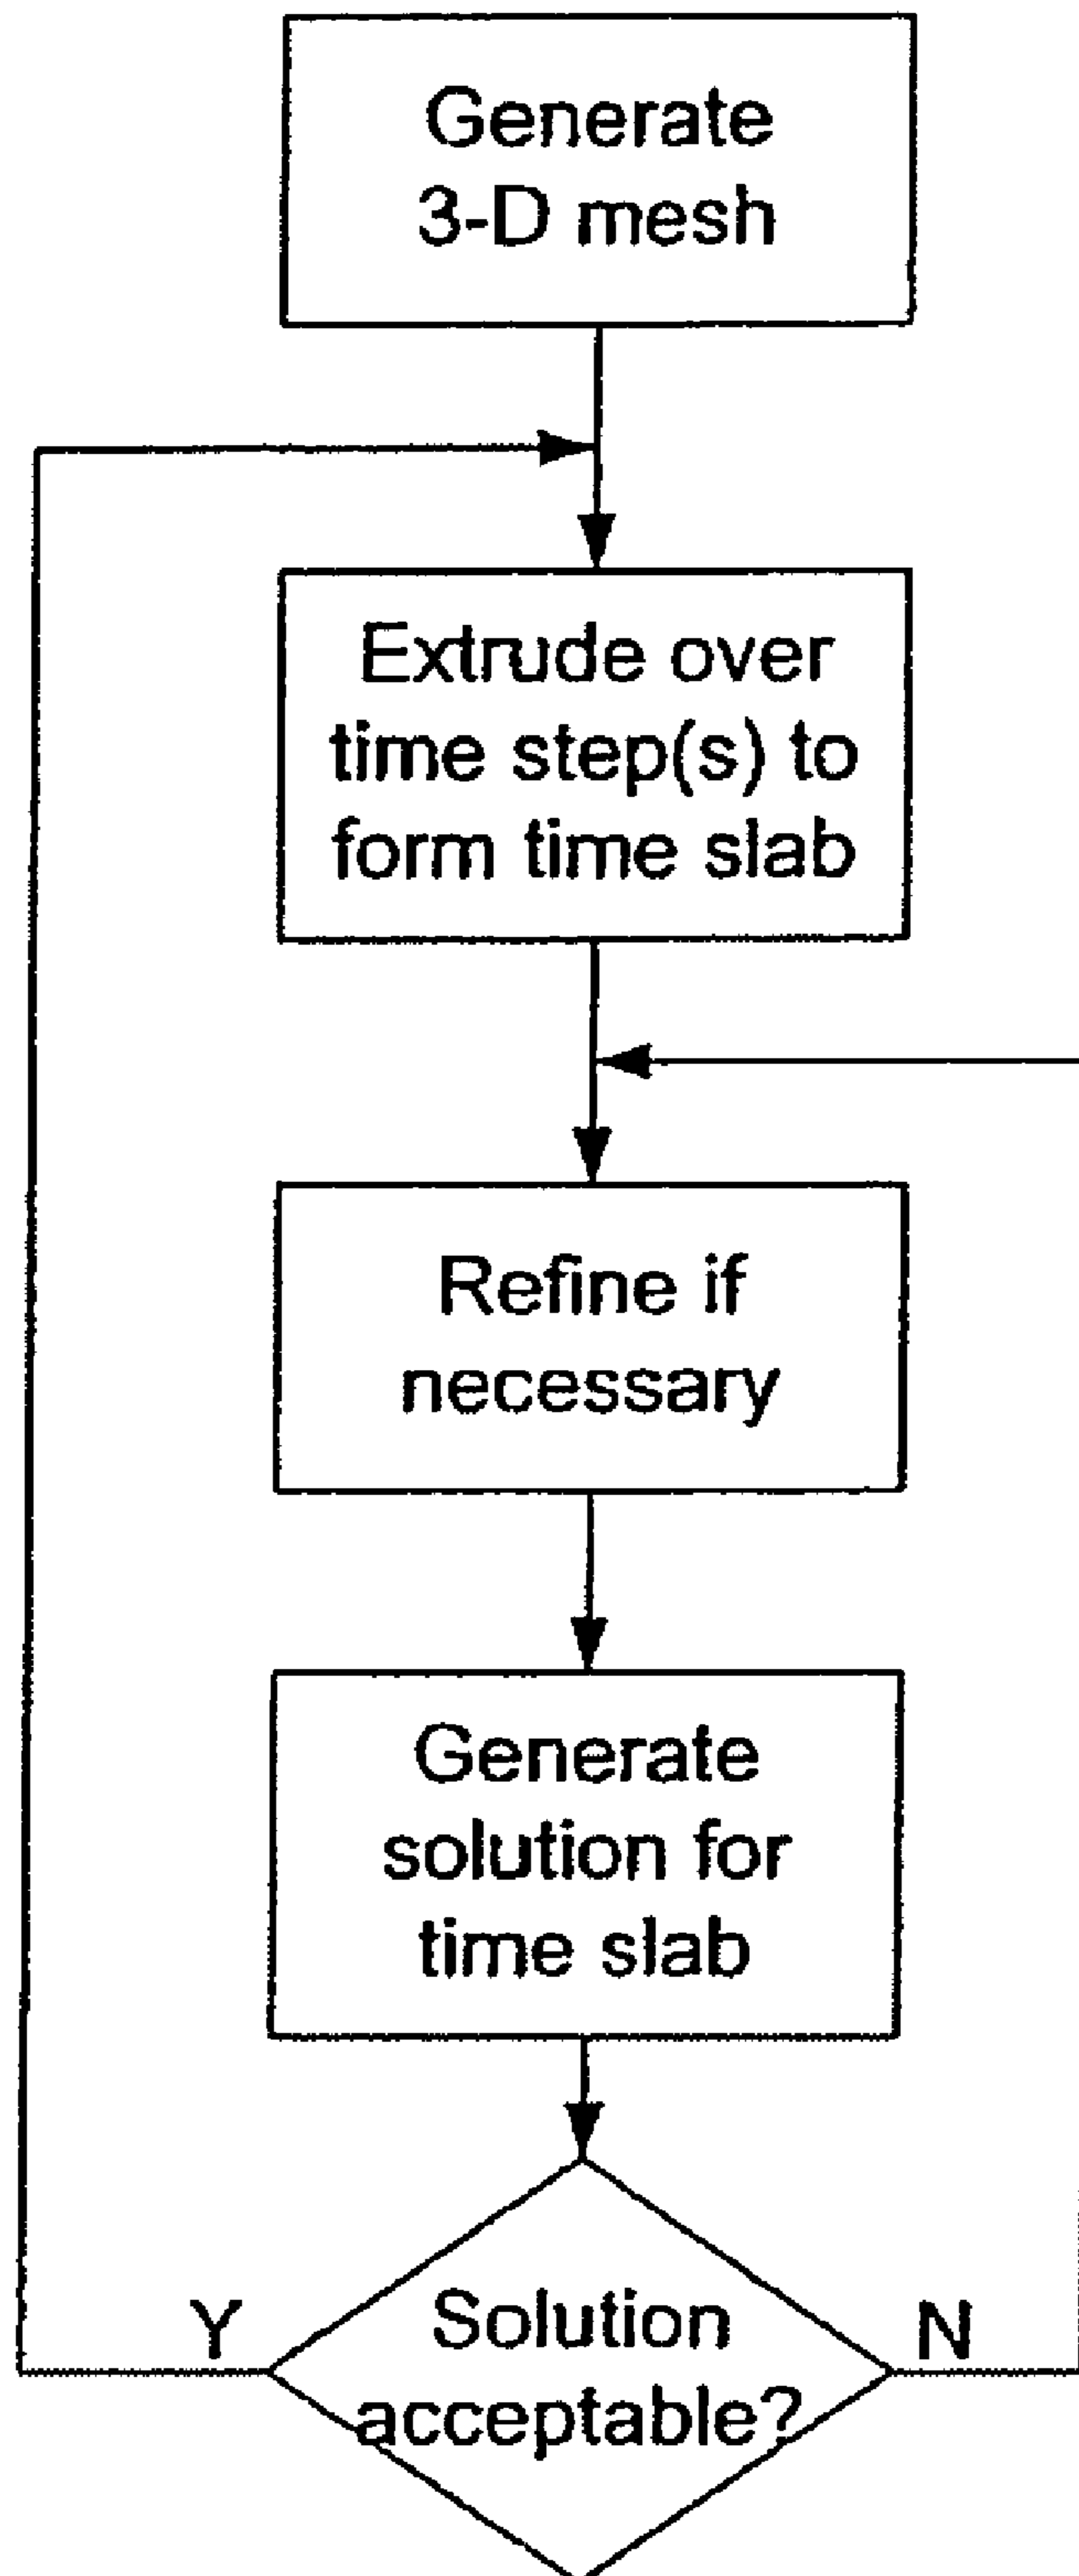 Generate
3-D mesh
Extrude over
time step(s) to
form time slab
Refine if
necessary
Generate
solution for
time slab
Y
Solution
N
acceptable?